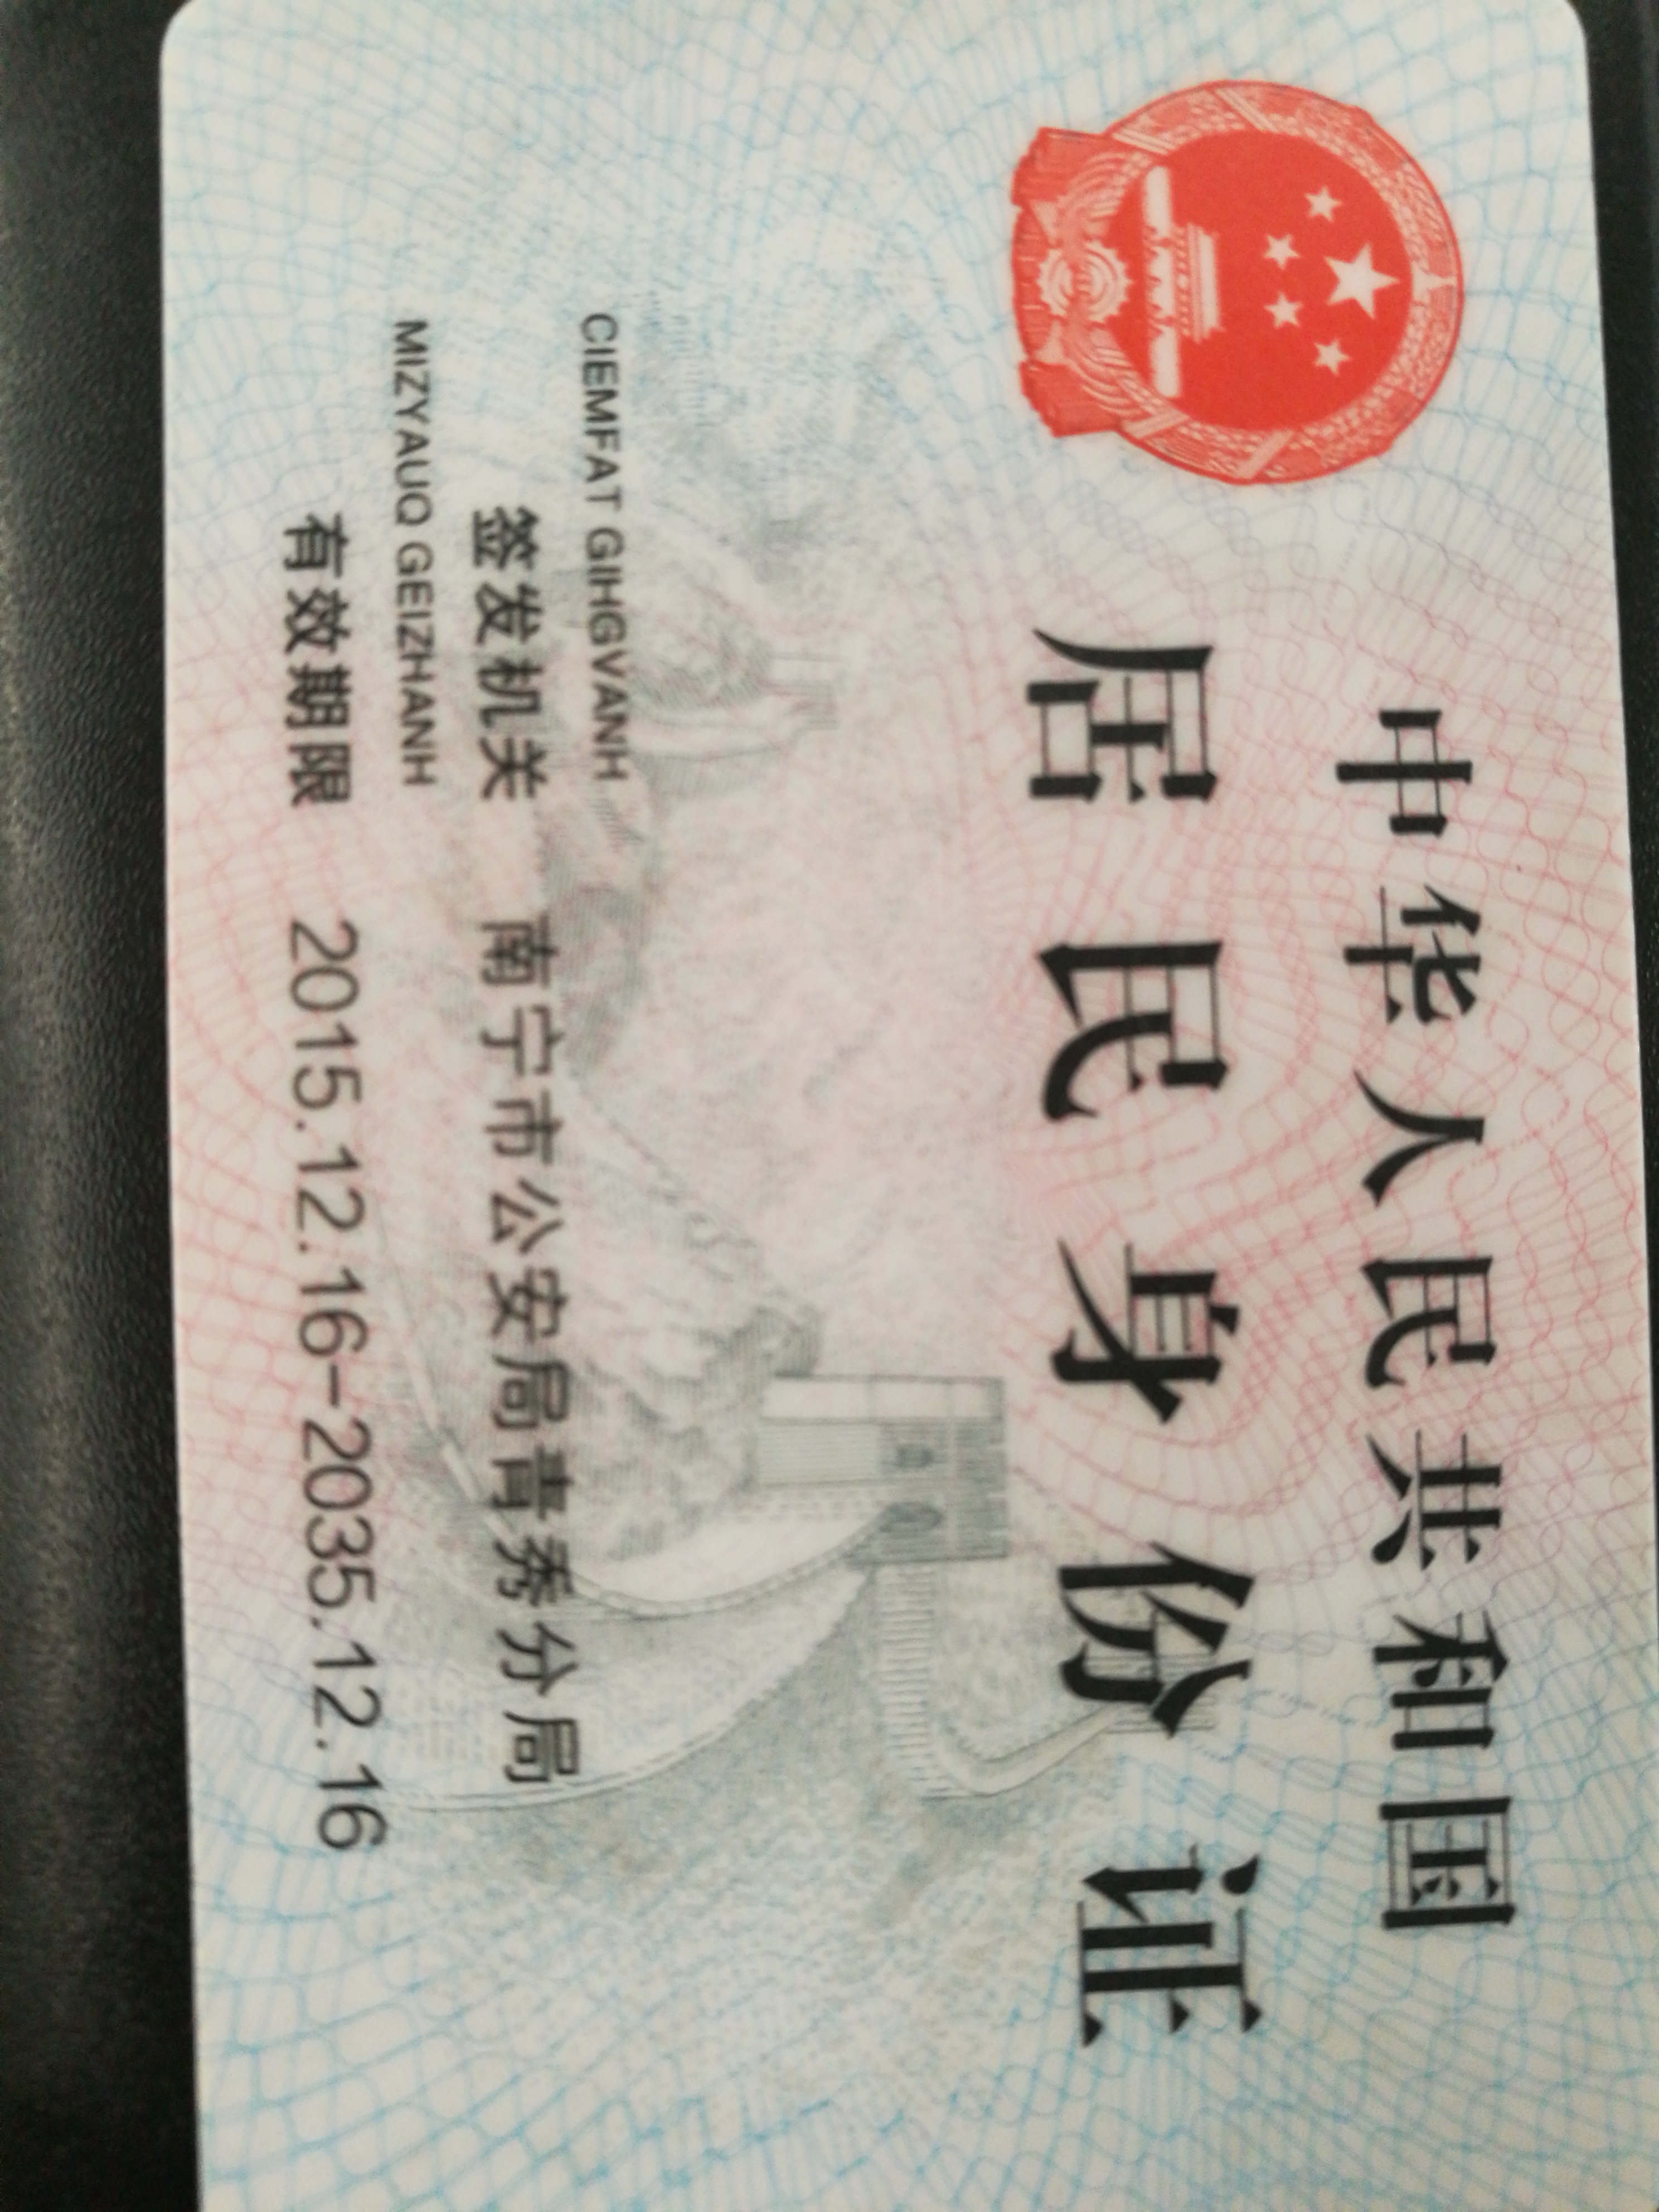 中华人民共和国
居民身份证
CIEMFAT GIHGVANH
签发机关 南宁市公安局青秀分局
MIZYAUQ GEIZHANH
有效期限 2015.12.16-2035.12.16